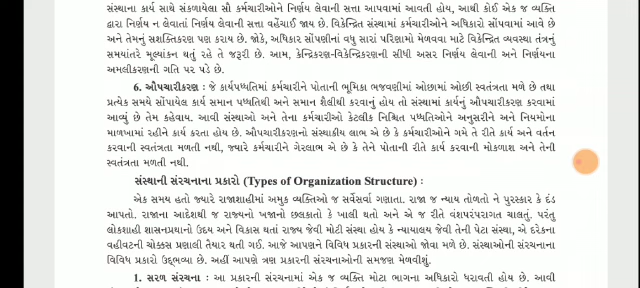 સંસ્થાના કાર્ય સાથે સંકળાયેલા સૌ કર્મચારીઓને નિર્ણય લેવાની સત્તા આપવામાં આવતી હોય, આથી કોઈ એક જ વ્યક્તિ
દ્વારા નિર્ણય ન લેવાતાં નિર્ણય લેવાની સત્તા વહેંચાઈ જાય છે. વિકેન્દ્રિત સંસ્થામાં કર્મચારીઓને અધિકારો સોંપવામાં આવે છે
અને તેમનું સશક્તિકરણ પણ કરાય છે. જોકે, અધિકાર સોંપણીનાં વધુ સારાં પરિણામો મેળવવા માટે વિકેન્દ્રિત વ્યવસ્થા તંત્રનું
સમયાંતરે મૂલ્યાંકન થતું રહે તે જરૂરી છે. આમ, કેન્દ્રિકરણ-વિકેન્દ્રિકરણની સીધી અસર નિર્ણય લેવાની અને નિર્ણયના
અમલીકરણની ગતિ પર પડે છે.
6. ઔપચારીકરણ : જે કાર્યપધ્ધતિમાં કર્મચારીને પોતાની ભૂમિકા ભજવણીમાં ઓછામાં ઓછી સ્વતંત્રતા મળે છે તથા
પ્રત્યેક સમયે સોંપાયેલ કાર્ય સમાન પધ્ધતિથી અને સમાન શૈલીથી કરવાનું હોય તો સંસ્થામાં કાર્યનું ઔપચારીકરણ કરવામાં
આવ્યું છે તેમ કહેવાય. આવી સંસ્થાઓ અને તેના કર્મચારીઓ કેટલીક નિશ્ચિત પધ્ધતિઓને અનુસરીને અને નિયમોના
માળખામાં રહીને કાર્ય કરતા હોય છે. ઔપચારીકરણનો સંસ્થાકીય લાભ એ છે કે કર્મચારીઓને ગમે તે રીતે કાર્ય અને વર્તન
કરવાની સ્વતંત્રતા મળતી નથી, જ્યારે કર્મચારીને ગેરલાભ એ છે કે તેને પોતાની રીતે કાર્ય કરવાની મોકળાશ અને તેની
સ્વતંત્રતા મળતી નથી.
સંસ્થાની સંરચનાના પ્રકારો (Types of Organization Structure) :
એક સમય હતો જ્યારે રાજાશાહીમાં અમુક વ્યક્તિઓ જ સર્વેસર્વા ગણાતા. રાજા જ ન્યાય તોળતો ને પુરસ્કાર કે દંડ
આપતો. રાજાના આદેશથી જ રાજ્યનો ખજાનો છલકાતો કે ખાલી થતો અને એ જ રીતે વંશપરંપરાગત ચાલતું. પરંતુ
લોકશાહી શાસનપ્રથાનો ઉદય અને વિકાસ થતાં રાજ્ય જેવી મોટી સંસ્થા હોય કે ન્યાયાલય જેવી તેની પેટા સંસ્થા, એ દરેકના
વહીવટની ચોક્કસ પ્રણાલી તૈયાર થતી ગઈ. આજે આપણને વિવિધ પ્રકારની સંસ્થાઓ જોવા મળે છે. સંસ્થાઓની સંરચનાના
વિવિધ પ્રકારો ઉદ્ભવ્યા છે. અહીં આપણે ત્રણ પ્રકારની સંરચનાઓની સમજણ મેળવીશું.
1. સરળ સંરચના : આ પ્રકારની સંરચનામાં એક જ વ્યક્તિ મોટા ભાગના અધિકારો ધરાવતી હોય છે. આવી